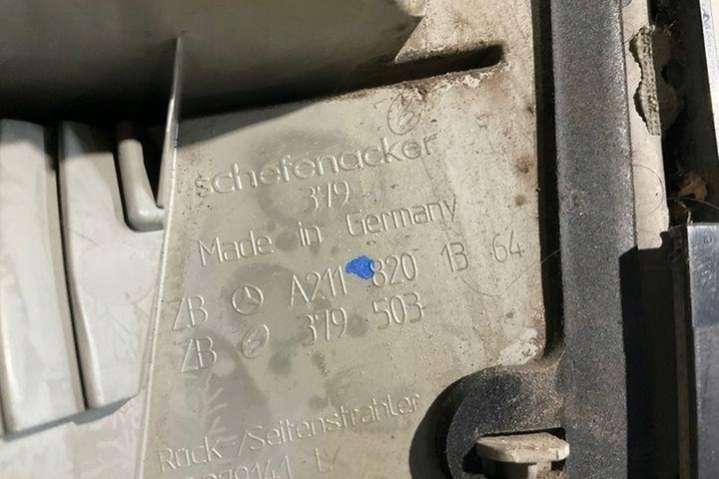 schefenacker
379
Made in Germany
ZB A211 820 1B 64
ZB 379 503
Rück-/Seitenstrahler